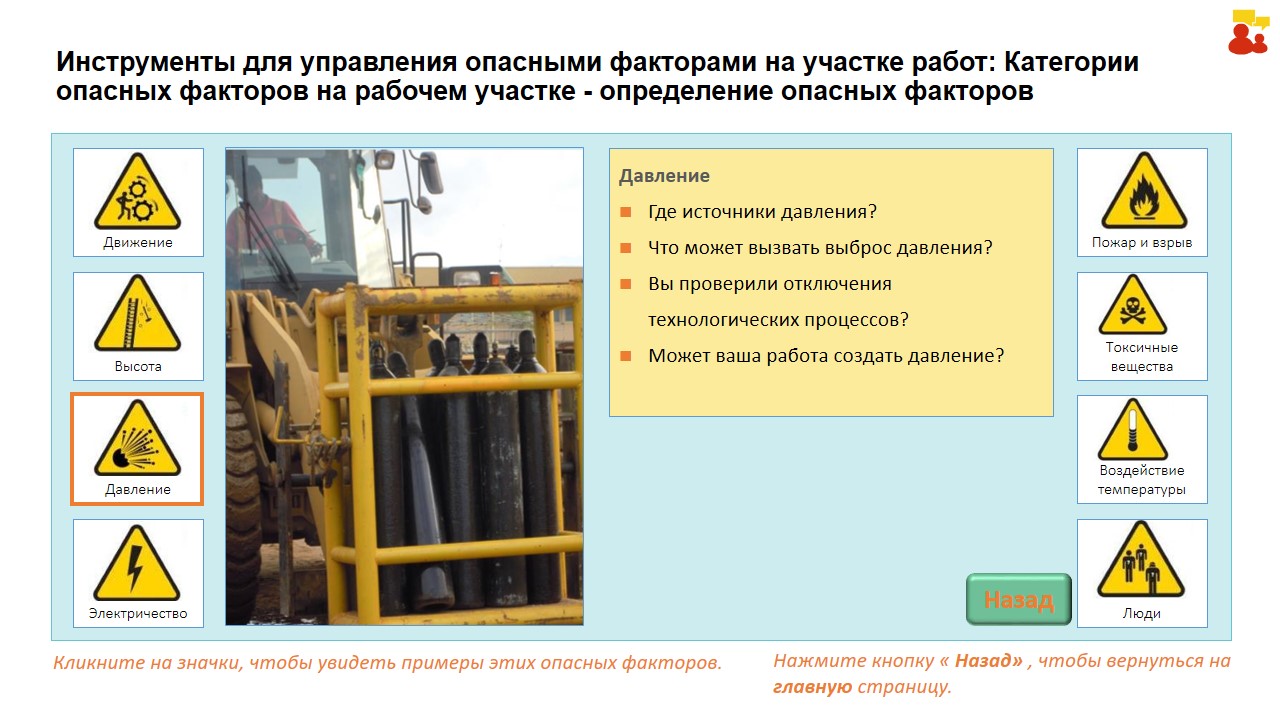 Инструменты для управления опасными факторами на участке работ: Категории
опасных факторов на рабочем участке - определение опасных факторов
Движение
Высота
Давление
Электричество
Давление
Где источники давления?
Что может вызвать выброс давления?
Вы проверили отключения
технологических процессов?
Может ваша работа создать давление?
Пожар и взрыв
Токсичные
вещества
Воздействие
температуры
Люди
Назад
Кликните на значки, чтобы увидеть примеры этих опасных факторов.
Нажмите кнопку « Назад» , чтобы вернуться на
главную страницу.